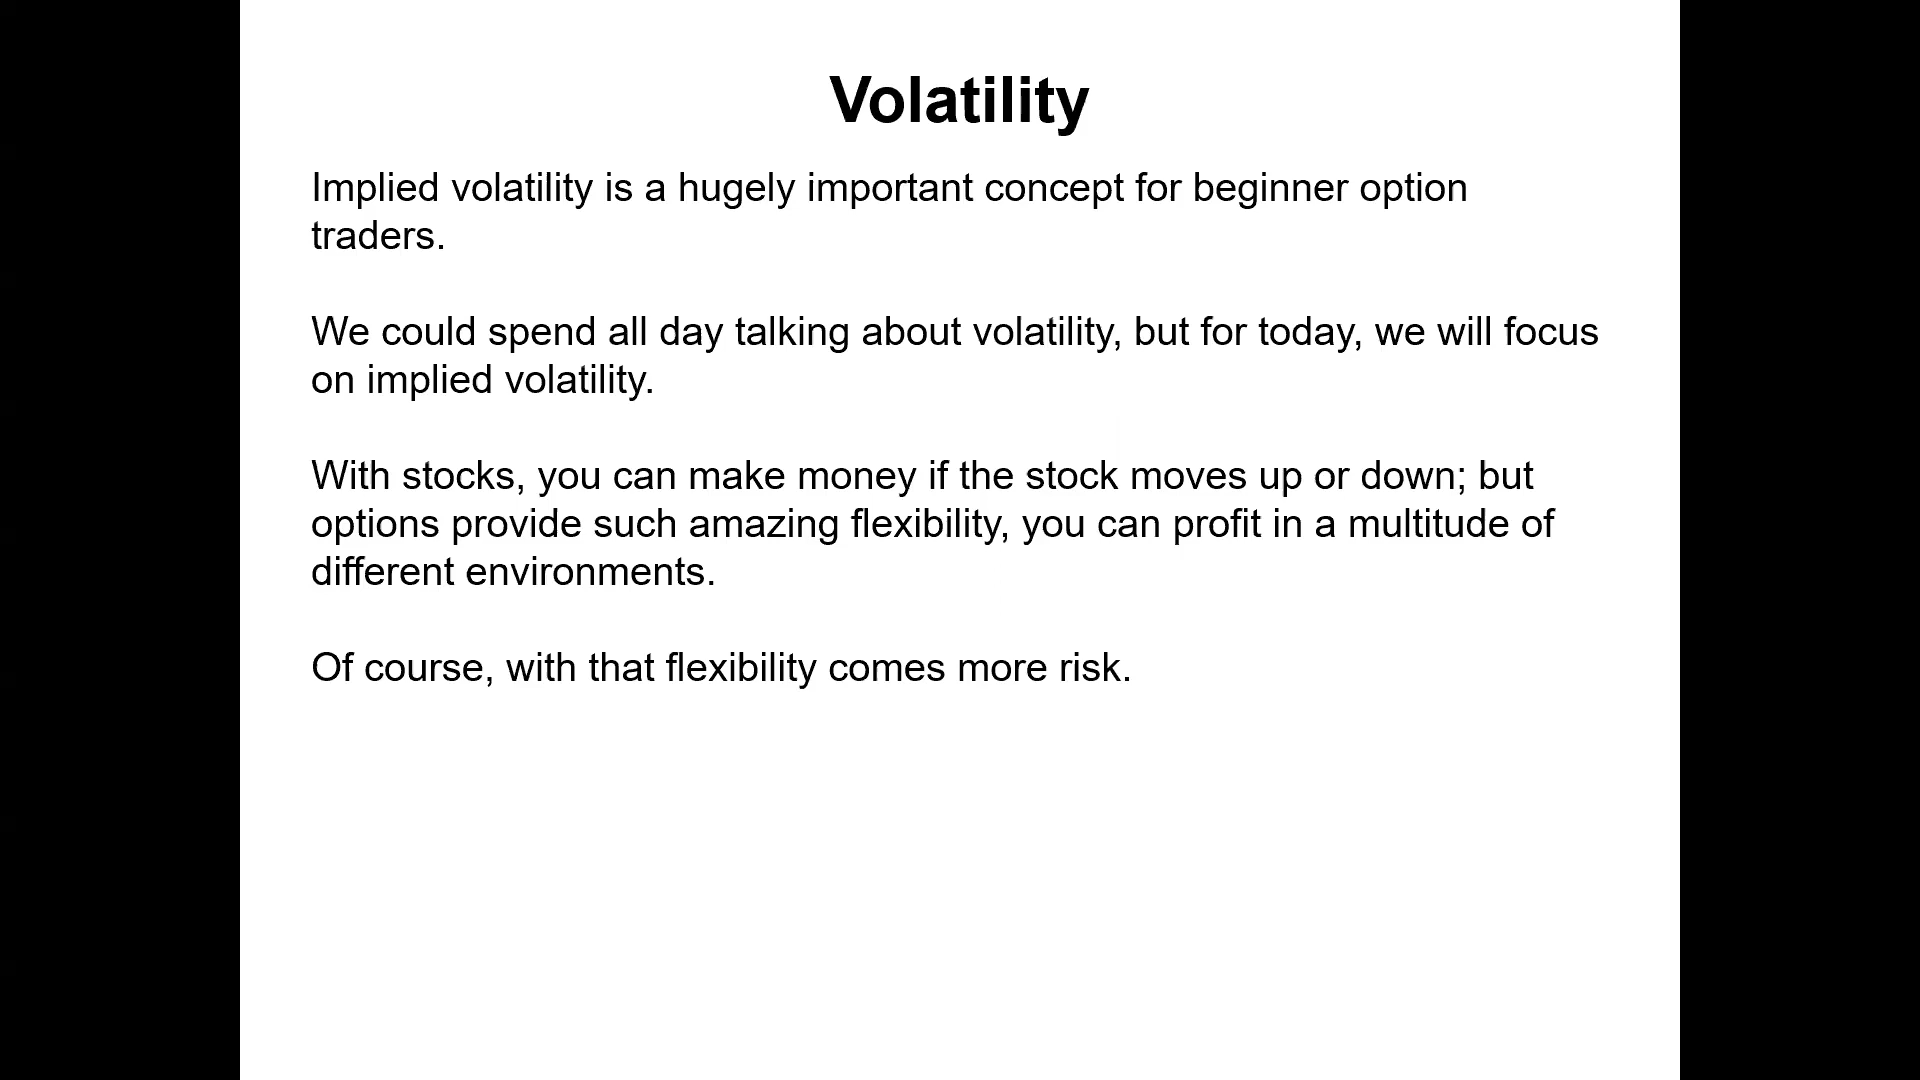 Volatility
Implied volatility is a hugely important concept for beginner option
traders.
We could spend all day talking about volatility, but for today, we will focus
on implied volatility.
With stocks, you can make money if the stock moves up or down; but
options provide such amazing flexibility, you can profit in a multitude of
different environments.
Of course, with that flexibility comes more risk.